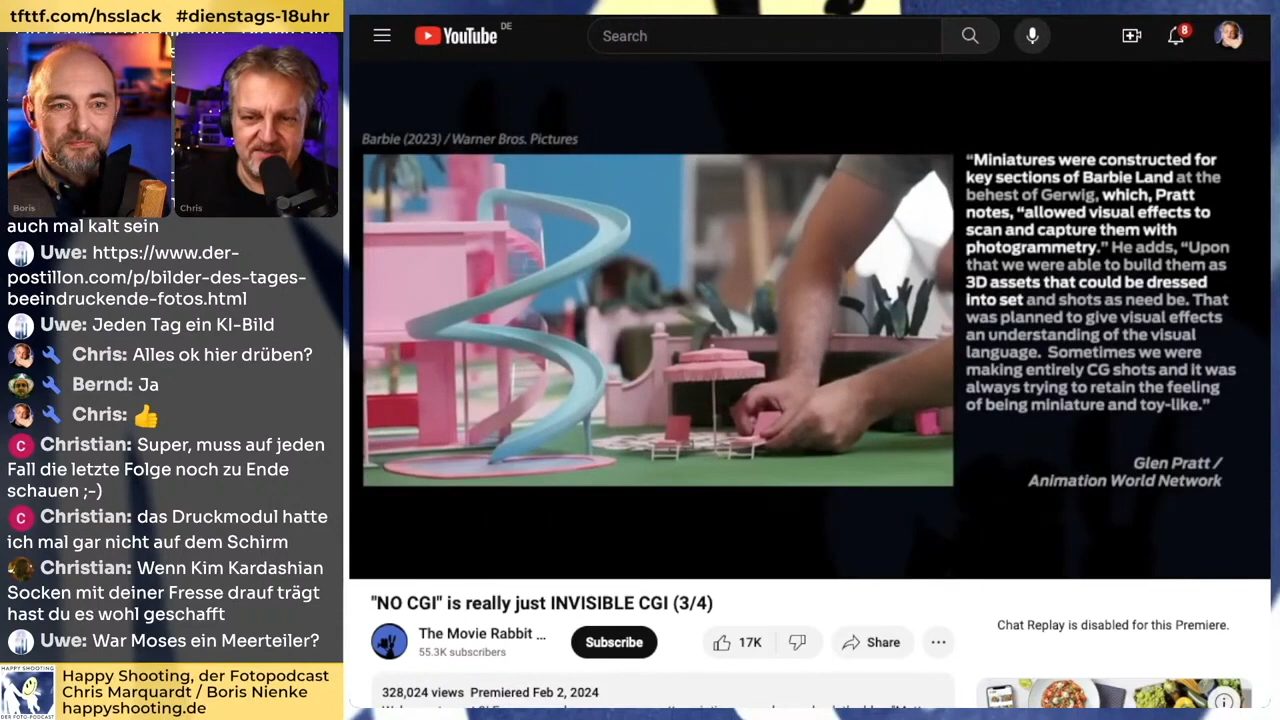 tfttf.com/hsslack #dienstags-18uhr
Boris
Chris
auch mal kalt sein
Uwe: https://www.der-
postillon.com/p/bilder-des-tages-
beeindruckende-fotos.html
Uwe: Jeden Tag ein KI-Bild
Chris: Alles ok hier drüben?
Bernd: Ja
Chris: 👍
C Christian: Super, muss auf jeden
Fall die letzte Folge noch zu Ende
schauen ;-)
C Christian: das Druckmodul hatte
ich mal gar nicht auf dem Schirm
Christian: Wenn Kim Kardashian
Socken mit deiner Fresse drauf trägt
hast du es wohl geschafft
Uwe: War Moses ein Meerteiler?
HAPPY SHOOTING
DER FOTO-PODCAST
Happy Shooting, der Fotopodcast
Chris Marquardt / Boris Nienke
happyshooting.de
YouTube DE
Search
8
Barbie (2023) / Warner Bros. Pictures
“Miniatures were constructed for
key sections of Barbie Land at the
behest of Gerwig, which, Pratt
notes, “allowed visual effects to
scan and capture them with
photogrammetry.” He adds, “Upon
that we were able to build them as
3D assets that could be dressed
into set and shots as need be. That
was planned to give visual effects
an understanding of the visual
language. Sometimes we were
making entirely CG shots and it was
always trying to retain the feeling
of being miniature and toy-like.”
Glen Pratt /
Animation World Network
"NO CGI" is really just INVISIBLE CGI (3/4)
The Movie Rabbit ...
55.3K subscribers
Subscribe
17K
Share
328,024 views Premiered Feb 2, 2024
Chat Replay is disabled for this Premiere.